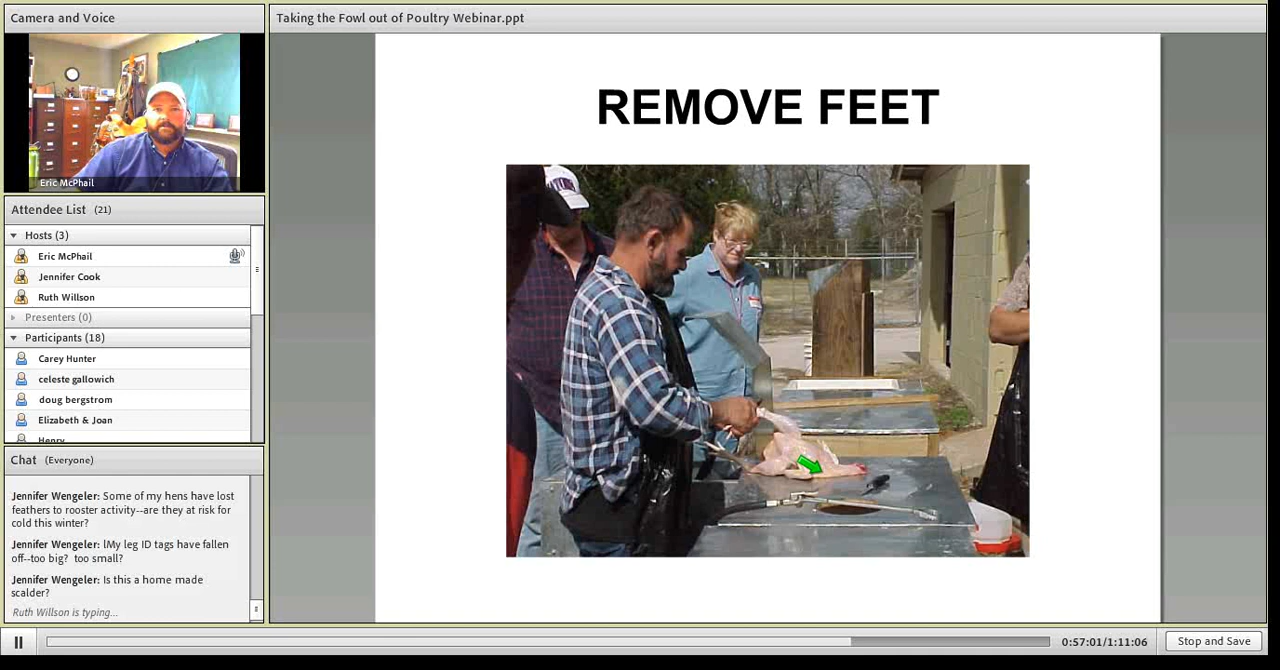 Camera and Voice
Eric McPhail
Attendee List (21)
Hosts (3)
Eric McPhail
Jennifer Cook
Ruth Willson
Presenters (0)
Participants (18)
Carey Hunter
celeste gallowich
doug bergstrom
Elizabeth & Joan
Henry
Chat (Everyone)
Jennifer Wengeler: Some of my hens have lost
feathers to rooster activity--are they at risk for
cold this winter?
Jennifer Wengeler: lMy leg ID tags have fallen
off--too big? too small?
Jennifer Wengeler: Is this a home made
scalder?
Ruth Willson is typing...
Taking the Fowl out of Poultry Webinar.ppt
REMOVE FEET
0:57:01/1:11:06
Stop and Save